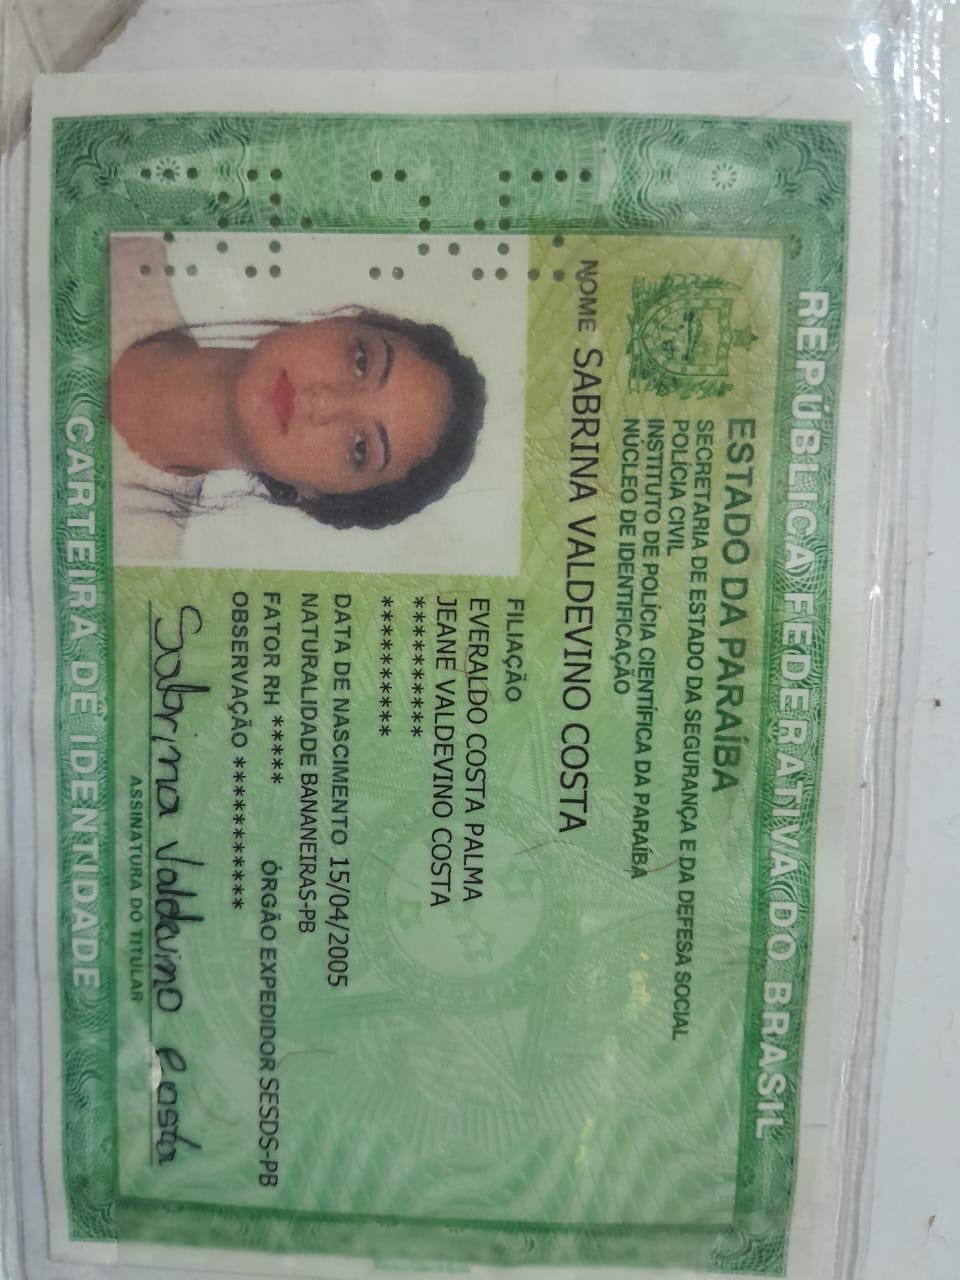 REPÚBLICA FEDERATIVA DO BRASIL
ESTADO DA PARAÍBA
SECRETARIA DE ESTADO DA SEGURANÇA E DA DEFESA SOCIAL
POLÍCIA CIVIL
INSTITUTO DE POLÍCIA CIENTÍFICA DA PARAÍBA
NÚCLEO DE IDENTIFICAÇÃO
NOME SABRINA VALDEVINO COSTA
FILIAÇÃO
EVERALDO COSTA PALMA
JEANE VALDEVINO COSTA
**********
**********
DATA DE NASCIMENTO 15/04/2005
NATURALIDADE BANANEIRAS-PB
FATOR RH ***** ÓRGÃO EXPEDIDOR SESDS-PB
OBSERVAÇÃO ***********
Sabrina Valdevino Costa
ASSINATURA DO TITULAR
CARTEIRA DE IDENTIDADE